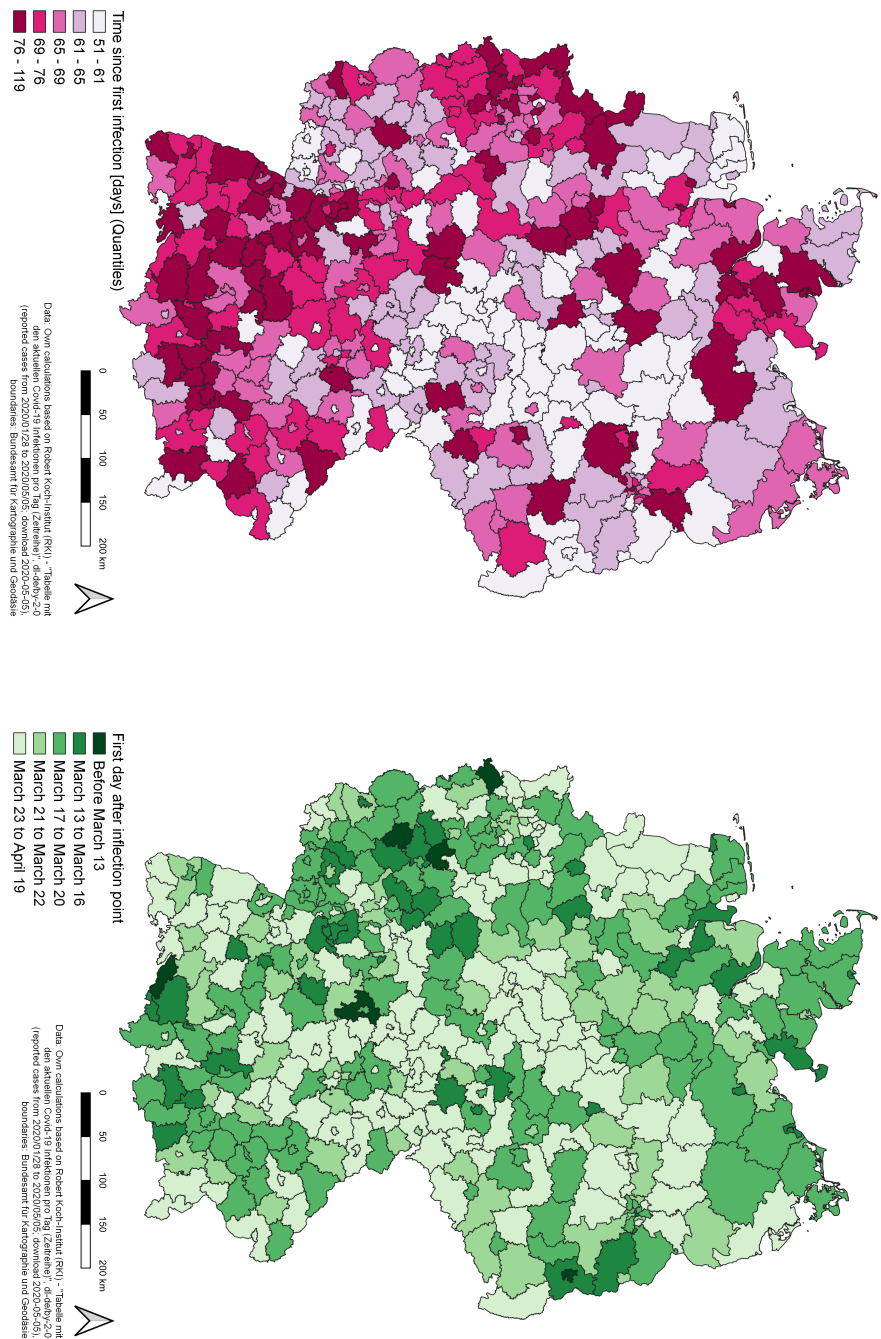 Time since first infection [days] (Quantiles)
51 - 61
61 - 65
65 - 69
69 - 76
76 - 119
Data: Own calculations based on Robert Koch-Institut (RKI) - "Tabelle mit
den aktuellen Covid-19 Infektionen pro Tag (Zeitreihe)", dl-de/by-2-0
(reported cases from 2020/01/28 to 2020/05/05; download 2020-05-05),
boundaries: Bundesamt für Kartographie und Geodäsie
0 50 100 150 200 km
First day after inflection point
Before March 13
March 13 to March 16
March 17 to March 20
March 21 to March 22
March 23 to April 19
Data: Own calculations based on Robert Koch-Institut (RKI) - "Tabelle mit
den aktuellen Covid-19 Infektionen pro Tag (Zeitreihe)", dl-de/by-2-0
(reported cases from 2020/01/28 to 2020/05/05; download 2020-05-05),
boundaries: Bundesamt für Kartographie und Geodäsie
0 50 100 150 200 km